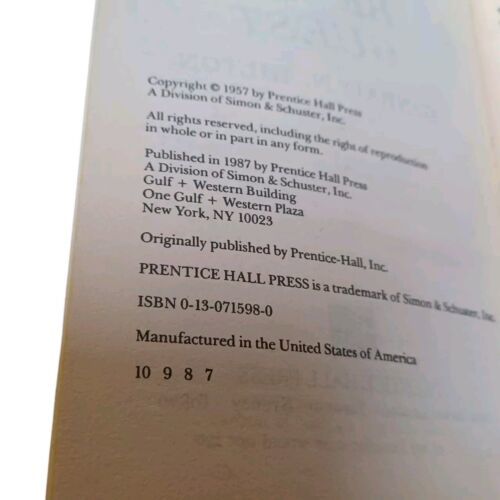 Copyright © 1957 by Prentice Hall Press
A Division of Simon & Schuster, Inc.
All rights reserved, including the right of reproduction
in whole or in part in any form.
Published in 1987 by Prentice Hall Press
A Division of Simon & Schuster, Inc.
Gulf + Western Building
One Gulf + Western Plaza
New York, NY 10023
Originally published by Prentice-Hall, Inc.
PRENTICE HALL PRESS is a trademark of Simon & Schuster, Inc.
ISBN 0-13-071598-0
Manufactured in the United States of America
10 9 8 7